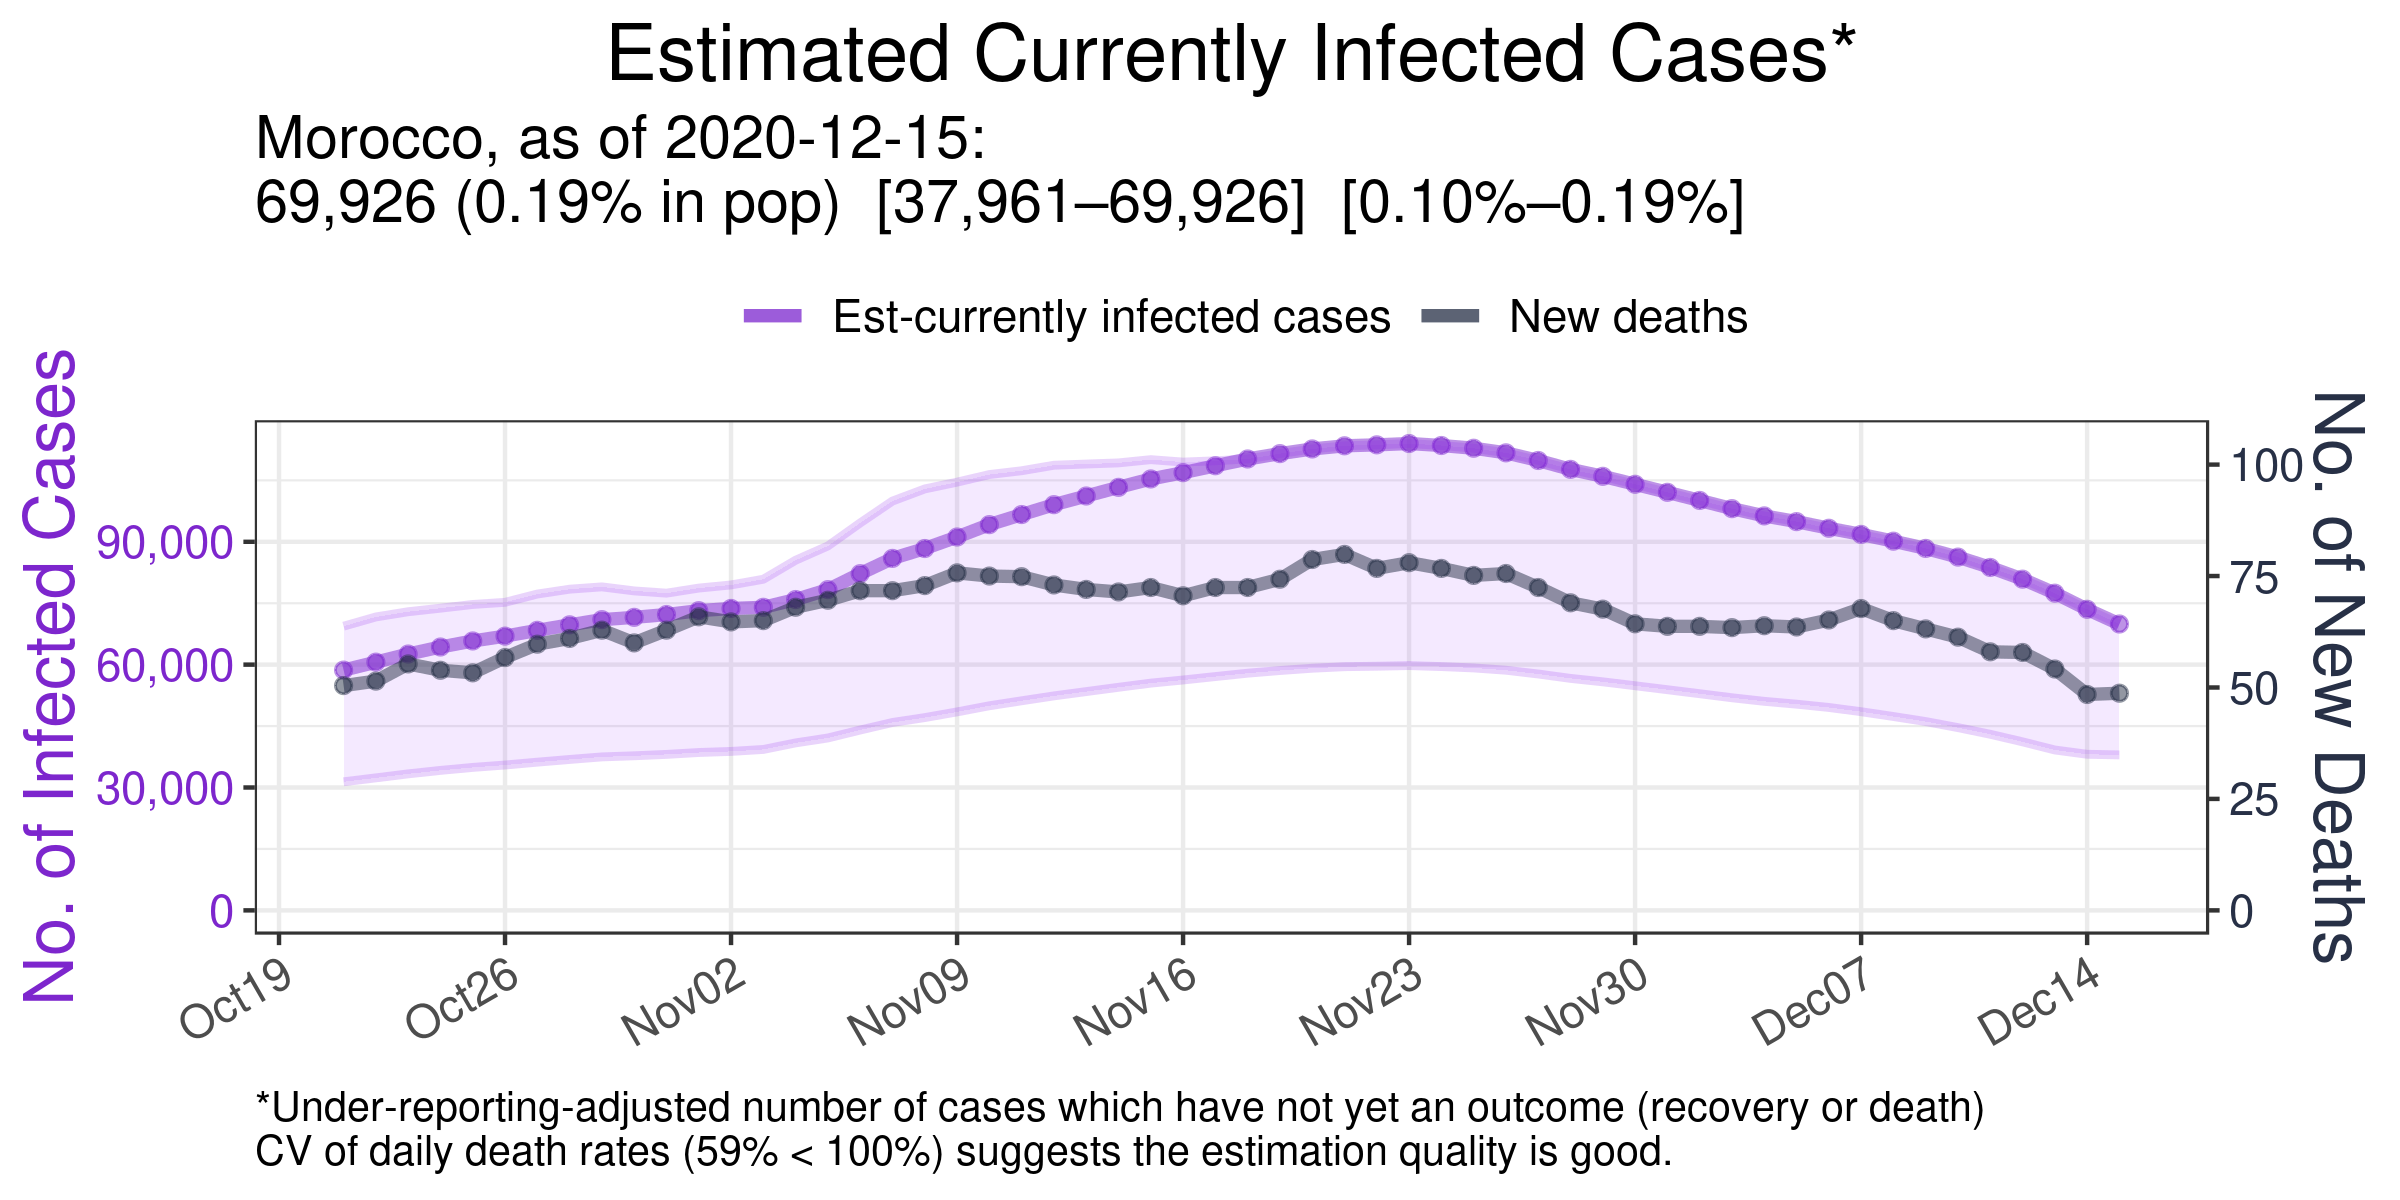 Estimated Currently Infected Cases*
Morocco, as of 2020-12-15:
69,926 (0.19% in pop)  [37,961–69,926]  [0.10%–0.19%]
Est-currently infected cases
New deaths
No. of Infected Cases
90,000
60,000
30,000
0
100
75
50
25
0
No. of New Deaths
Oct19
Oct26
Nov02
Nov09
Nov16
Nov23
Nov30
Dec07
Dec14
*Under-reporting-adjusted number of cases which have not yet an outcome (recovery or death)
CV of daily death rates (59% < 100%) suggests the estimation quality is good.